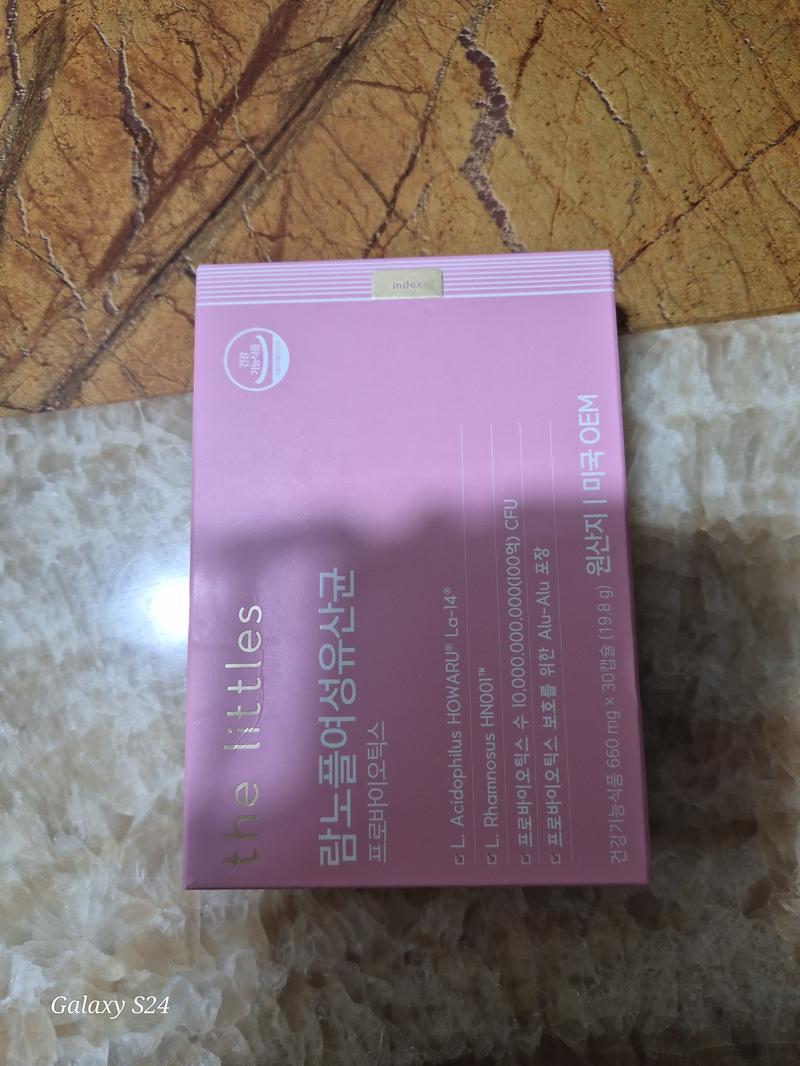 the littles
람노풀여성유산균
프로바이오틱스
L. Acidophilus HOWARU® La-14®
L. Rhamnosus HN001™
프로바이오틱스 수 10,000,000,000(100억) CFU
프로바이오틱스 보호를 위한 Alu-Alu 포장
건강기능식품 660 mg × 30캡슐 (19.8 g)
원산지 | 미국 OEM
건강
기능식품
index
Galaxy S24